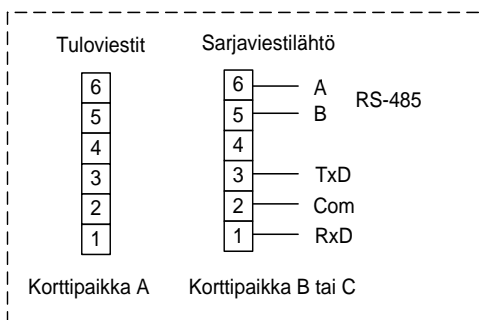 Tuloviestit Sarjaviestilähtö
6 6 A RS-485
5 5 B
4 4
3 3 TxD
2 2 Com
1 1 RxD
Korttipaikka A Korttipaikka B tai C